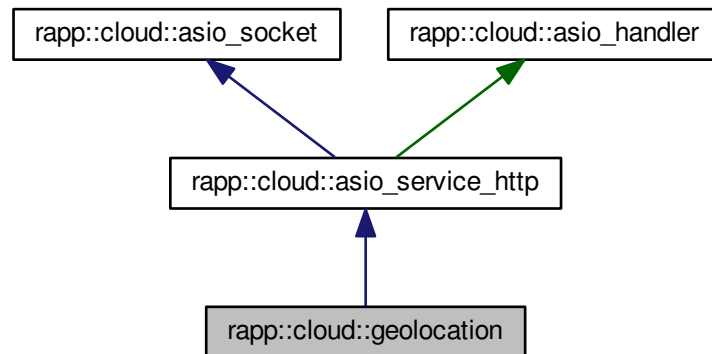 rapp::cloud::asio_socket
rapp::cloud::asio_handler
rapp::cloud::asio_service_http
rapp::cloud::geolocation